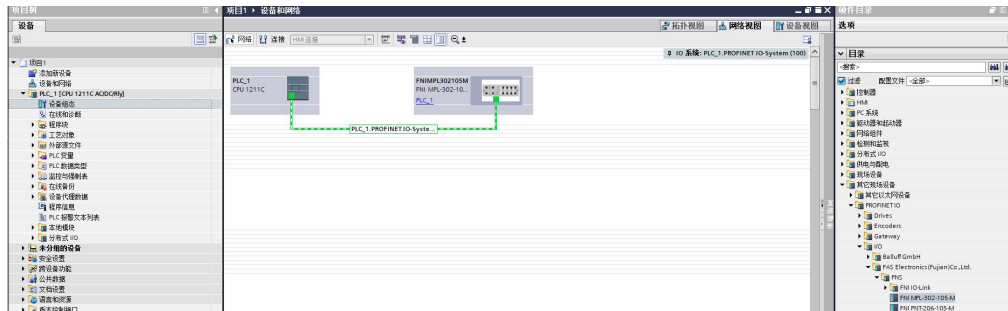 项目树
设备
项目1
添加新设备
设备和网络
PLC_1 [CPU 1211C AC/DC/Rly]
设备组态
在线和诊断
程序块
工艺对象
外部源文件
PLC 变量
PLC 数据类型
监控与强制表
在线备份
设备代理数据
程序信息
PLC 报警文本列表
本地模块
分布式 I/O
未分组的设备
安全设置
跨设备功能
公共数据
文档设置
语言和资源
版本控制接口
项目1 › 设备和网络
拓扑视图 网络视图 设备视图
网络 连接 HMI 连接
IO 系统: PLC_1.PROFINET IO-System (100)
PLC_1
CPU 1211C
FNIMPL302105M
FNI MPL-302-10...
PLC_1
PLC_1.PROFINET IO-Syste...
硬件目录
选项
目录
<搜索>
过滤 配置文件 <全部>
控制器
HMI
PC 系统
驱动器和起动器
网络组件
检测和监视
分布式 I/O
供电与配电
现场设备
其它现场设备
其它以太网设备
PROFINET IO
Drives
Encoders
Gateway
I/O
Balluff GmbH
FAS Electronics(Fujian)Co.,Ltd.
PNS
FNI IO-Link
FNI MPL-302-105-M
FNI PNT-206-105-M